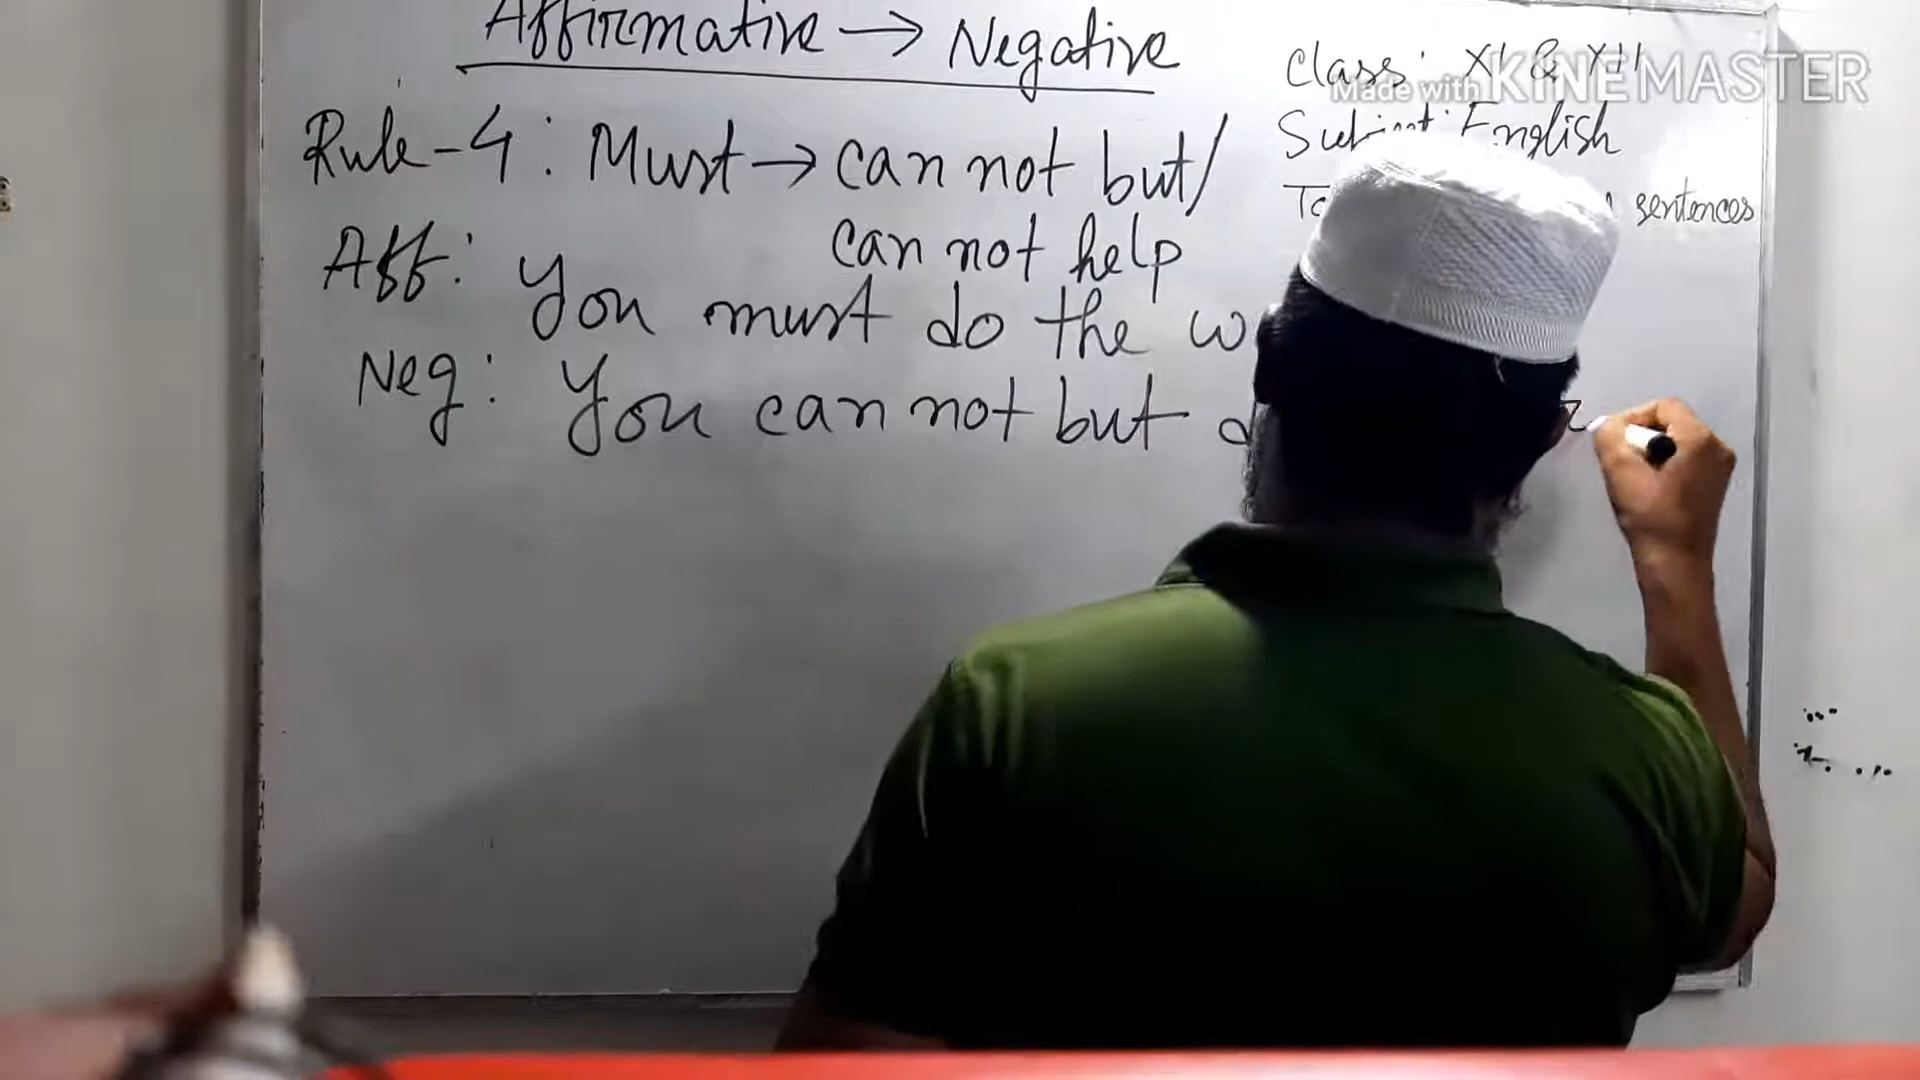 Affirmative → Negative
Rule-4: Must → can not but/
can not help
Aff: You must do the
Neg: You can not but
Class: XI & XII
Subject: English
sentences
Made with KINEMASTER